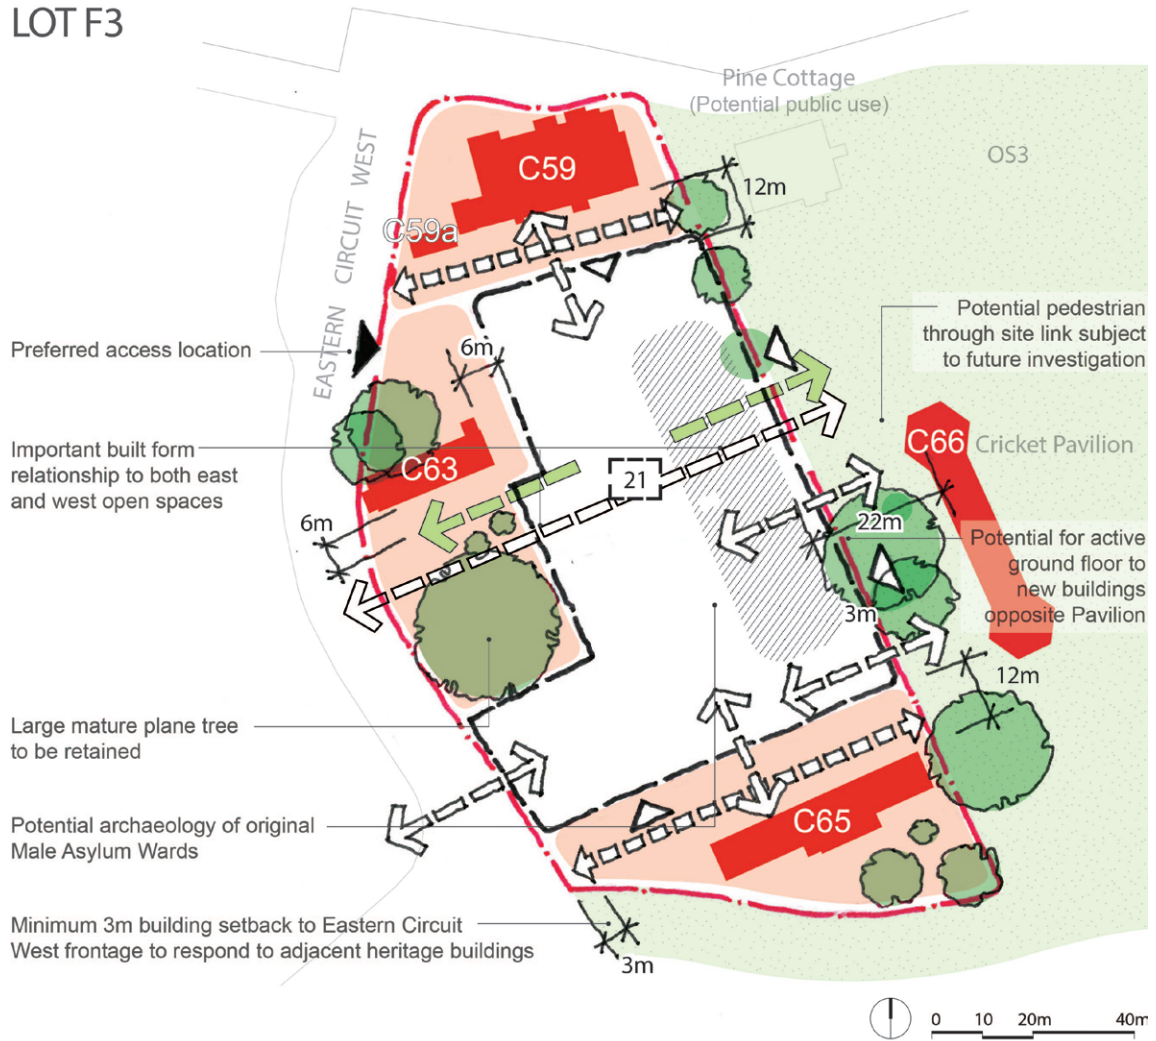 LOT F3
Pine Cottage
(Potential public use)
OS3
EASTERN CIRCUIT WEST
C59
C59a
12m
Potential pedestrian
through site link subject
to future investigation
Preferred access location
6m
C66
Cricket Pavilion
Important built form
relationship to both east
and west open spaces
C63
21
6m
22m
Potential for active
ground floor to
new buildings
opposite Pavilion
3m
12m
Large mature plane tree
to be retained
Potential archaeology of original
Male Asylum Wards
C65
Minimum 3m building setback to Eastern Circuit
West frontage to respond to adjacent heritage buildings
3m
0 10 20m 40m